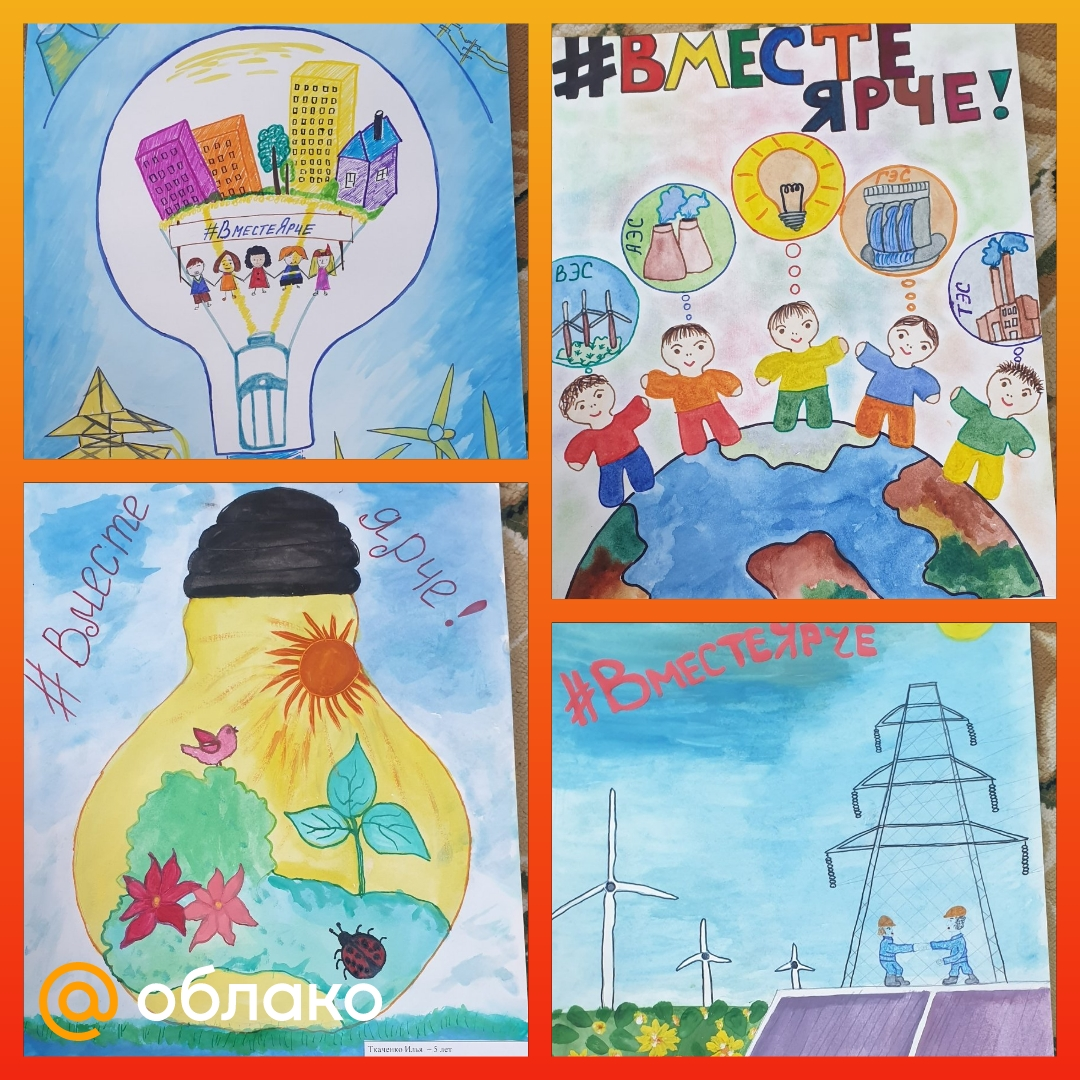 #ВместеЯрче
#ВМЕСТЕ
ЯРЧЕ!
ВЭС
АЭС
ГЭС
ТЭС
#Вместе
ярче!
Ткаченко Илья – 5 лет
#ВместеЯрче
@облако